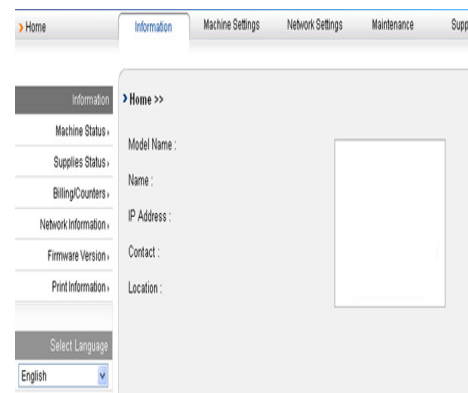 Home
Information Machine Settings Network Settings Maintenance Supp
Information
Machine Status
Supplies Status
Billing/Counters
Network Information
Firmware Version
Print Information
Select Language
English
Home >>
Model Name :
Name :
IP Address :
Contact :
Location :